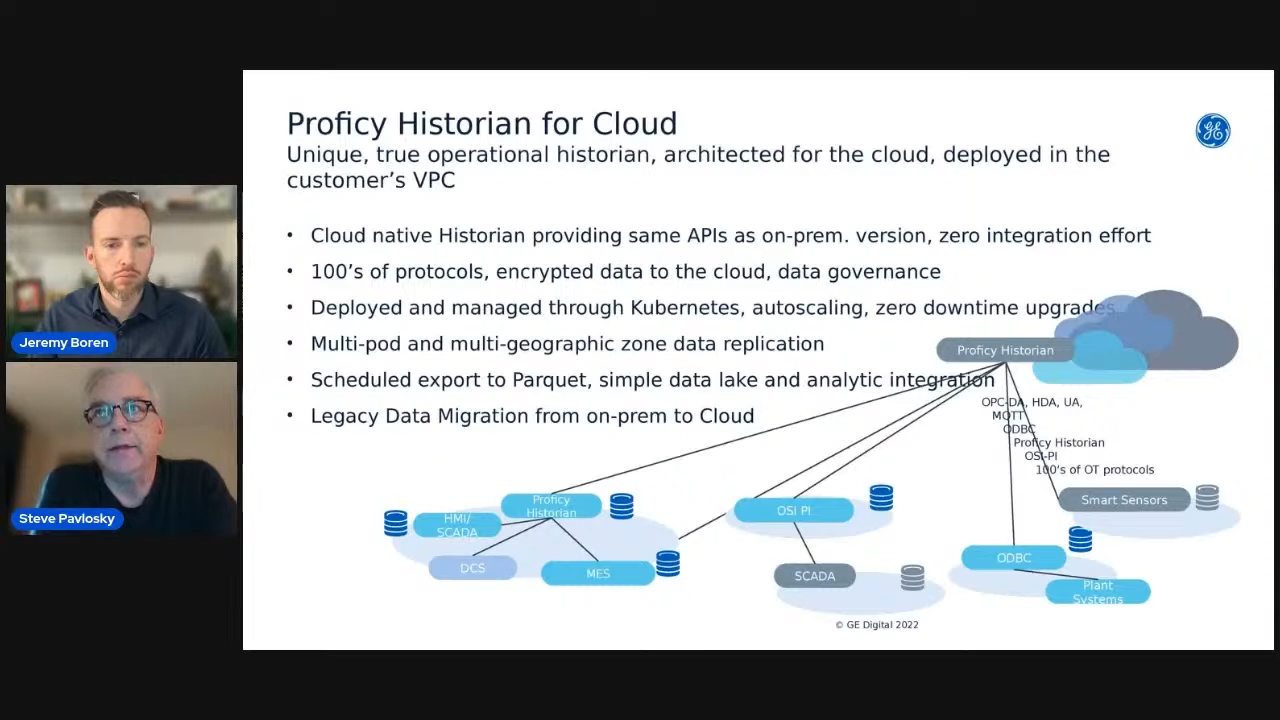 Proficy Historian for Cloud
Unique, true operational historian, architected for the cloud, deployed in the
customer's VPC
• Cloud native Historian providing same APIs as on-prem. version, zero integration effort
• 100's of protocols, encrypted data to the cloud, data governance
• Deployed and managed through Kubernetes, autoscaling, zero downtime upgrades
• Multi-pod and multi-geographic zone data replication
• Scheduled export to Parquet, simple data lake and analytic integration
• Legacy Data Migration from on-prem to Cloud
Jeremy Boren
Steve Pavlosky
Proficy Historian
OPC-DA, HDA, UA,
MQTT
ODBC
Proficy Historian
OSI-PI
100's of OT protocols
Proficy
Historian
HMI/
SCADA
DCS
MES
OSI PI
SCADA
Smart Sensors
ODBC
Plant
Systems
© GE Digital 2022